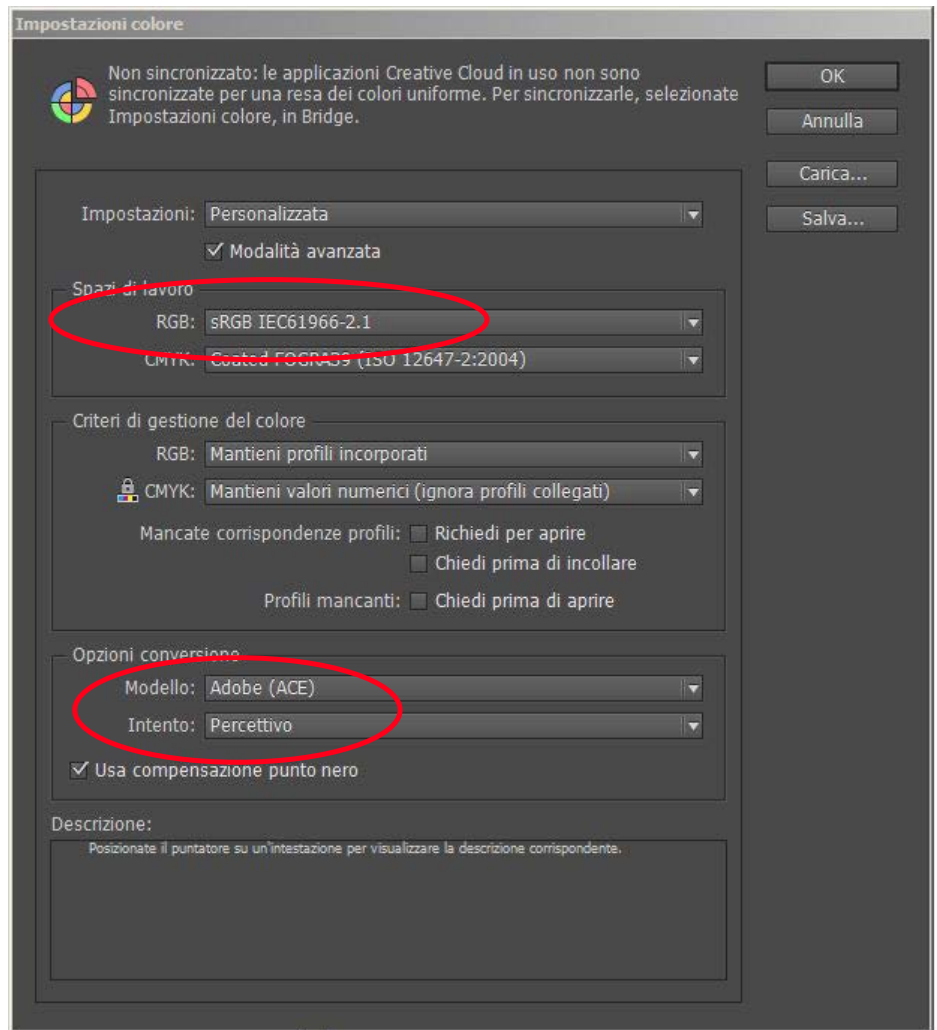 Impostazioni colore
Non sincronizzato: le applicazioni Creative Cloud in uso non sono
sincronizzate per una resa dei colori uniforme. Per sincronizzarle, selezionate
Impostazioni colore, in Bridge.
OK
Annulla
Carica...
Salva...
Impostazioni: Personalizzata
Modalità avanzata
Spazi di lavoro
RGB: sRGB IEC61966-2.1
CMYK: Coated FOGRA39 (ISO 12647-2:2004)
Criteri di gestione del colore
RGB: Mantieni profili incorporati
CMYK: Mantieni valori numerici (ignora profili collegati)
Mancate corrispondenze profili: Richiedi per aprire
Chiedi prima di incollare
Profili mancanti: Chiedi prima di aprire
Opzioni conversione
Modello: Adobe (ACE)
Intento: Percettivo
Usa compensazione punto nero
Descrizione:
Posizionate il puntatore su un'intestazione per visualizzare la descrizione corrispondente.